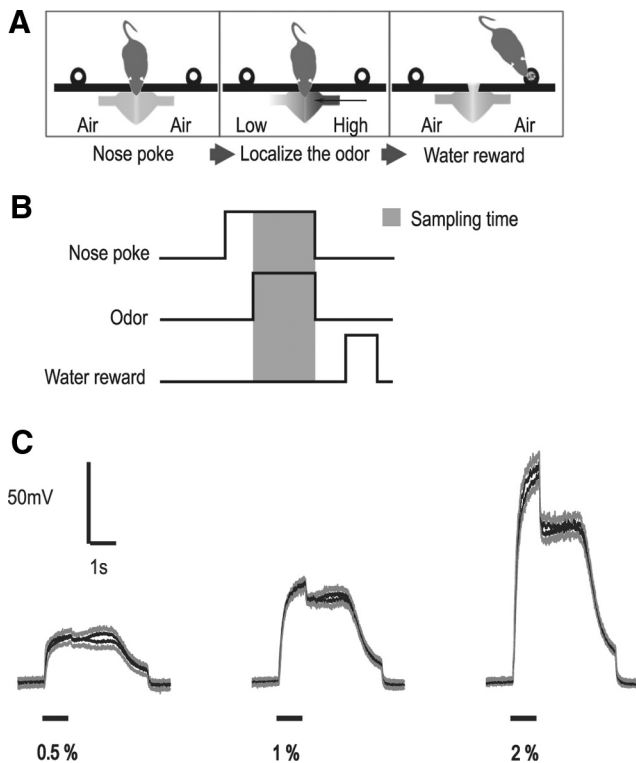 A
Air Air Low High Air Air
Nose poke Localize the odor Water reward
B
Sampling time
Nose poke
Odor
Water reward
C
50mV
1s
0.5 % 1 % 2 %